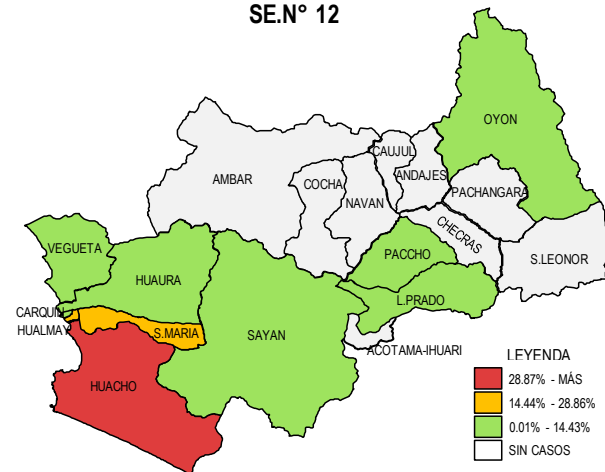 SE.N° 12
OYON
CAUJUL
ANDAJES
AMBAR
COCHA
PACHANGARA
NAVAN
CHECRAS
VEGUETA
PACCHO
S.LEONOR
HUAURA
L.PRADO
CARQUIN
HUALMAY
S.MARIA
SAYAN
ACOTAMA-IHUARI
HUACHO
LEYENDA
28.87% - MÁS
14.44% - 28.86%
0.01% - 14.43%
SIN CASOS